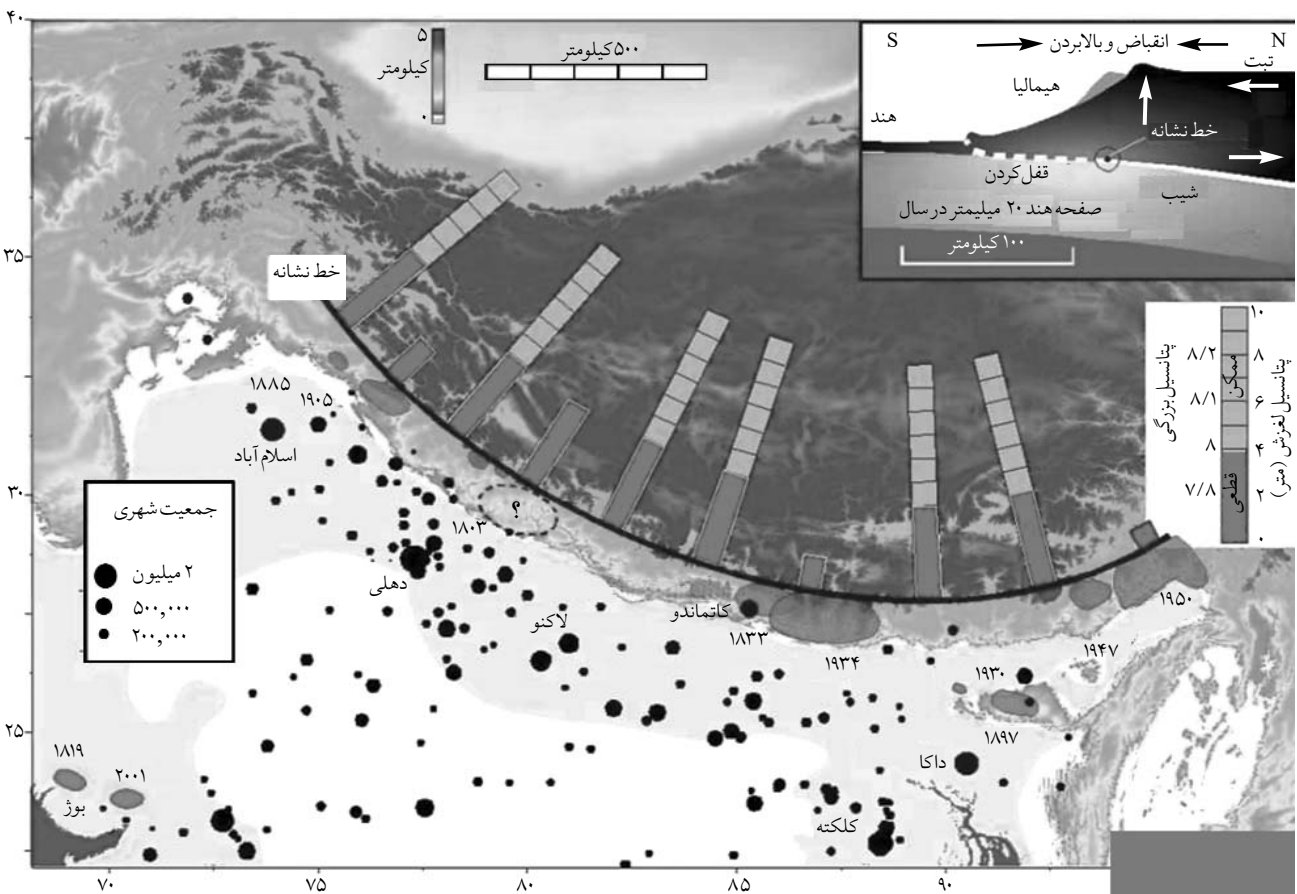 ۴۰
۳۵
۳۰
۲۵
۷۰
۷۵
۸۰
۸۵
۹۰
۵
کیلومتر
۰
۵۰۰کیلومتر
S
انقباض و بالابردن
N
تبت
هیمالیا
هند
خط نشانه
قفل کردن
شیب
صفحه هند ۲۰ میلیمتر در سال
۱۰۰کیلومتر
خط نشانه
پتانسیل بزرگی
۸/۲
۸/۱
۸
۷/۸
ممکن
قطعی
۱۰
۸
۶
۴
۲
۰
پتانسیل لغزش (متر)
۱۸۸۵
۱۹۰۵
اسلام آباد
۱۸۰۳
؟
جمعیت شهری
۲ میلیون
۵۰۰,۰۰۰
۲۰۰,۰۰۰
دهلی
لاکنو
کاتماندو
۱۸۳۳
۱۹۳۴
۱۹۵۰
۱۹۴۷
۱۹۳۰
۱۸۹۷
داکا
کلکته
۱۸۱۹
۲۰۰۱
بوژ